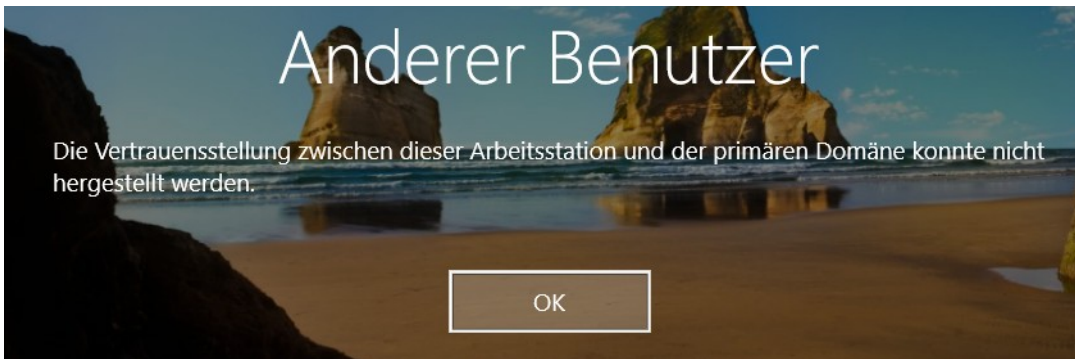 Anderer Benutzer
Die Vertrauensstellung zwischen dieser Arbeitsstation und der primären Domäne konnte nicht
hergestellt werden.
OK